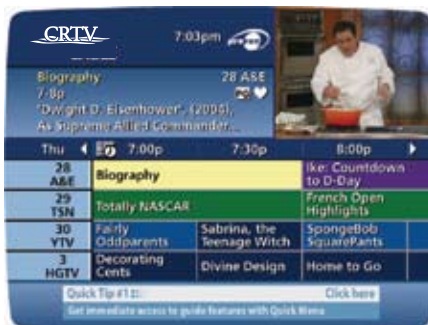 CRTV
7:03pm
Biography 28 A&E
7-8p
"Dwight D. Eisenhower", (2004),
As Supreme Allied Commander...
Thu 7:00p 7:30p 8:00p
28 A&E Biography Ike: Countdown to D-Day
29 TSN Totally NASCAR French Open Highlights
30 YTV Fairly Oddparents Sabrina, the Teenage Witch SpongeBob SquarePants
3 HGTV Decorating Cents Divine Design Home to Go
Quick Tip #1: Click here
Get immediate access to guide features with Quick Menu